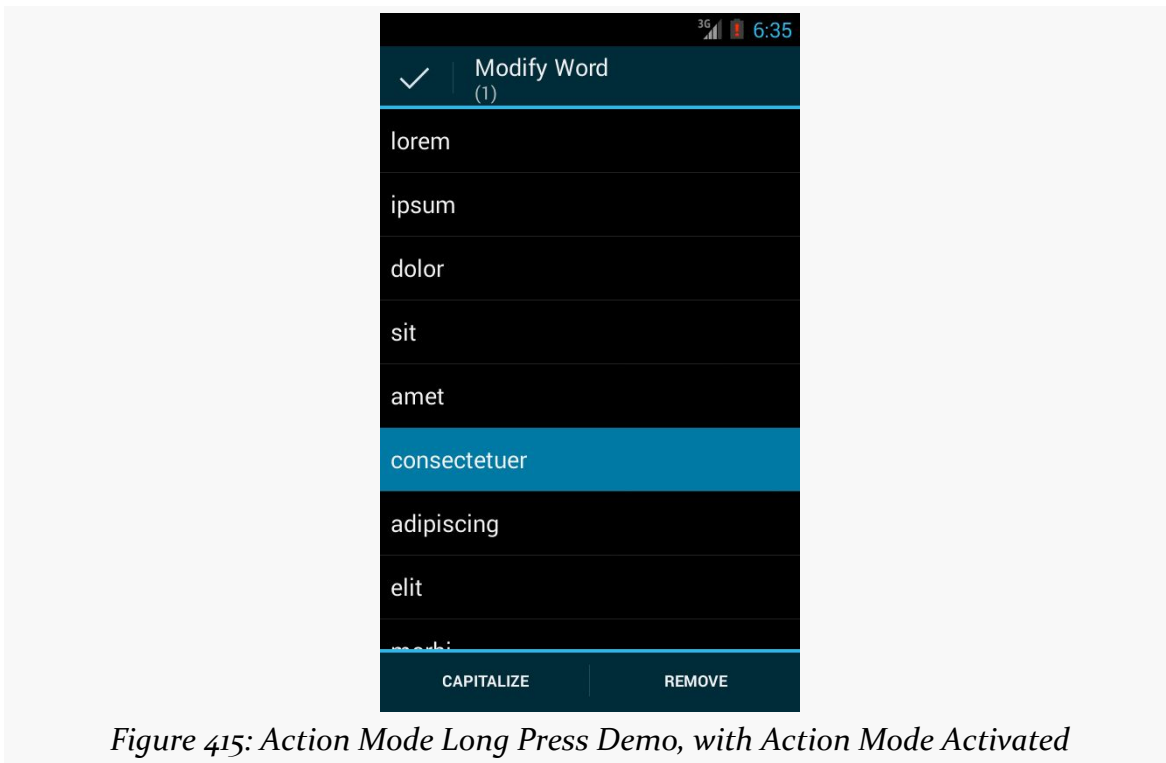 3G 6:35
Modify Word
(1)
lorem
ipsum
dolor
sit
amet
consectetuer
adipiscing
elit
morbi
CAPITALIZE REMOVE
Figure 415: Action Mode Long Press Demo, with Action Mode Activated